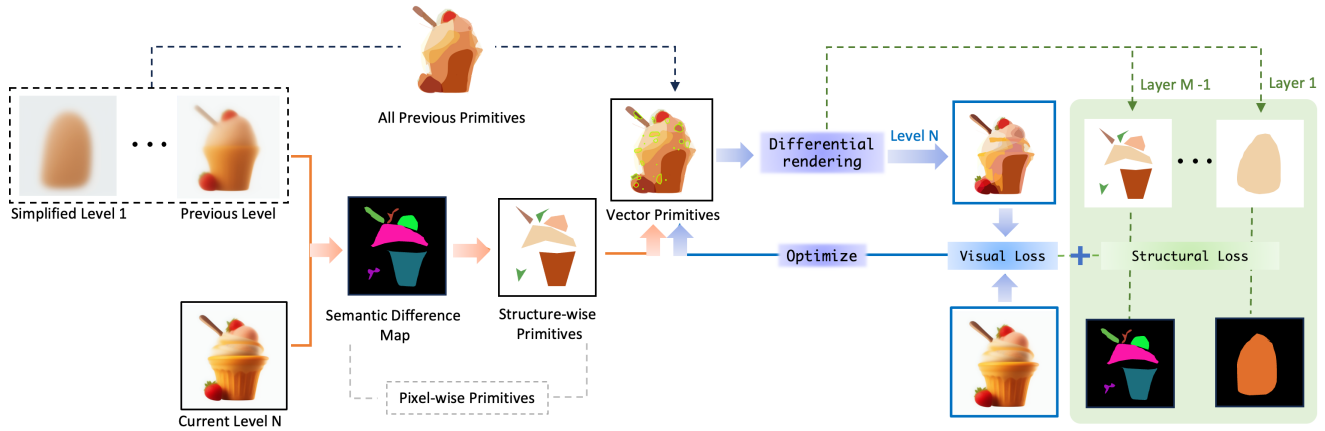 All Previous Primitives
Simplified Level 1
Previous Level
Current Level N
Semantic Difference
Map
Structure-wise
Primitives
Pixel-wise Primitives
Vector Primitives
Differential
rendering
Level N
Layer M -1
Layer 1
Optimize
Visual Loss
+
Structural Loss